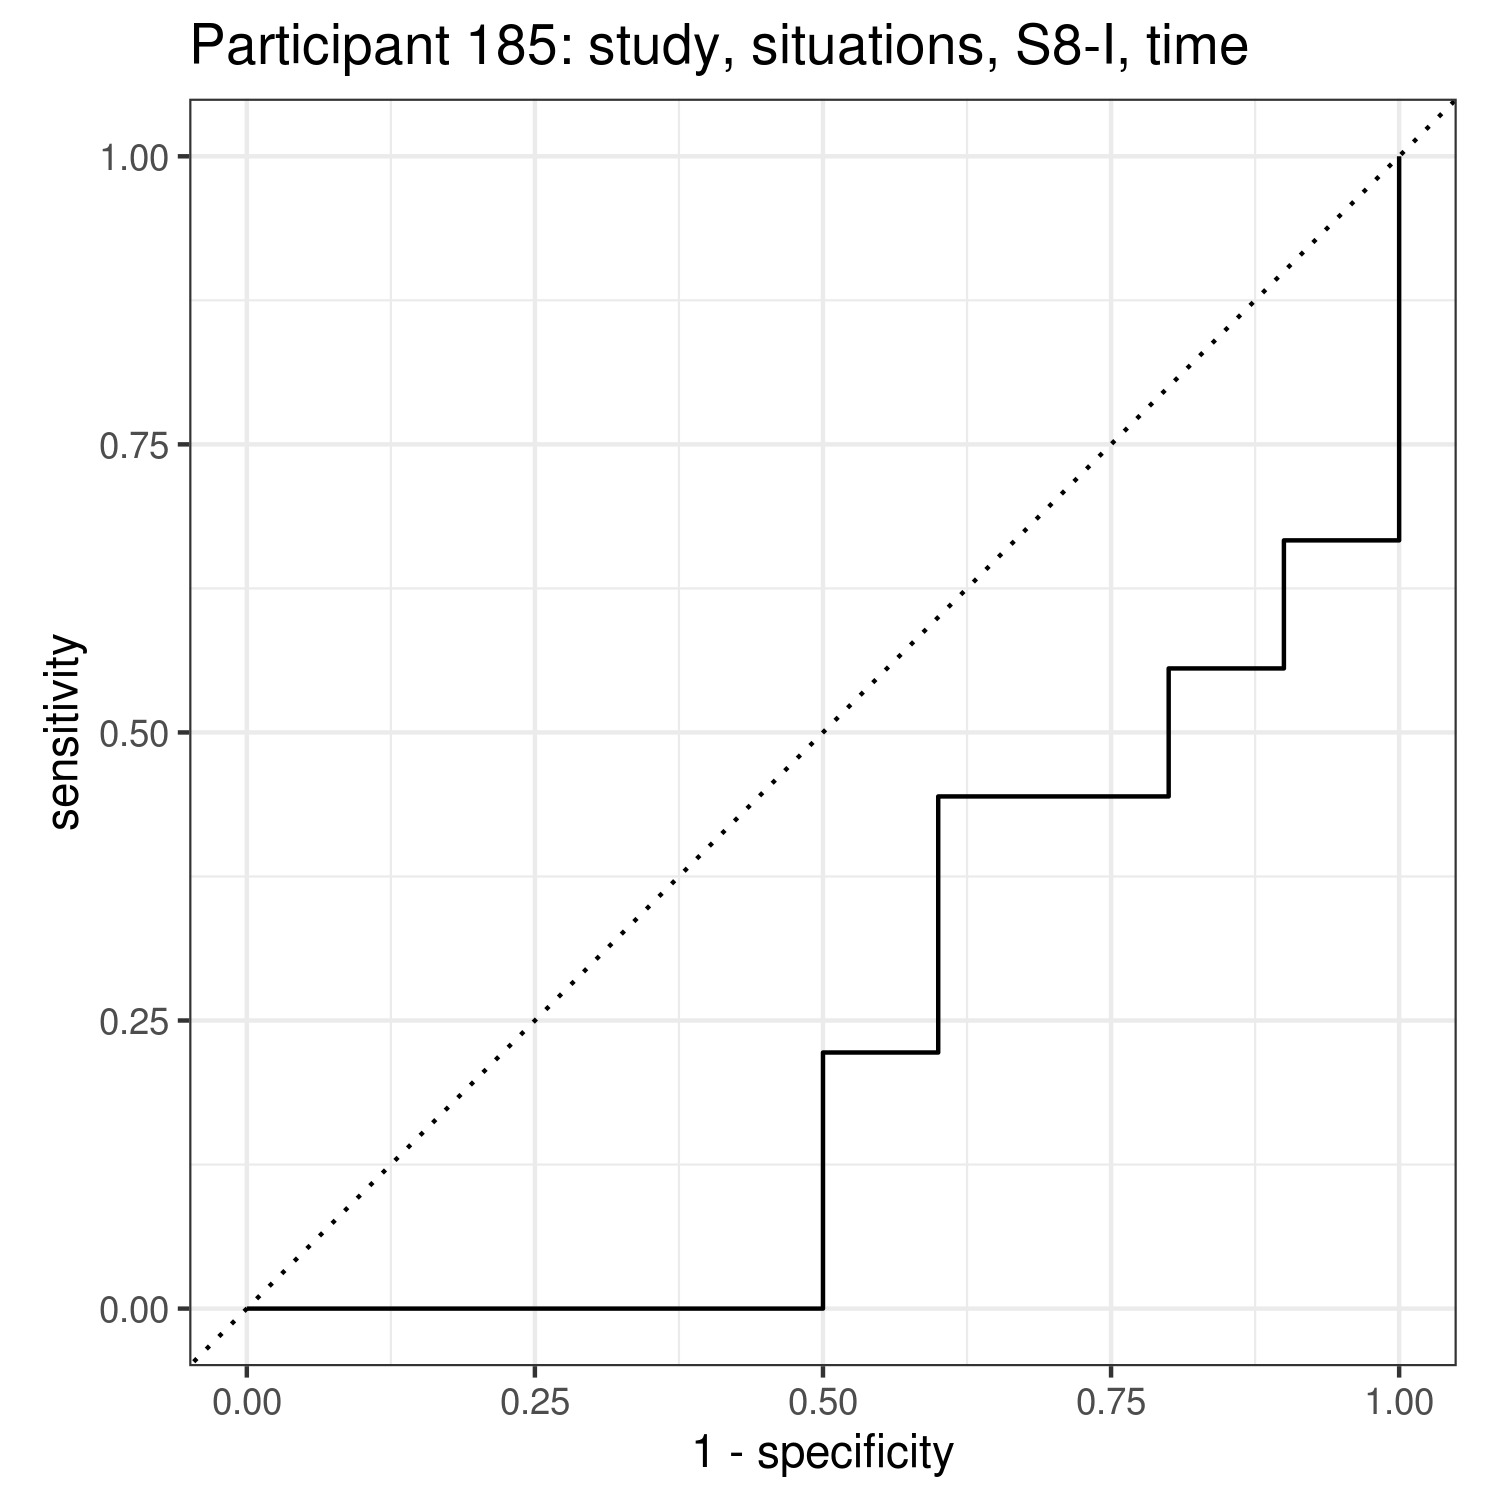 Participant 185: study, situations, S8-I, time
1.00
0.75
0.50
0.25
0.00
sensitivity
0.00 0.25 0.50 0.75 1.00
1 - specificity